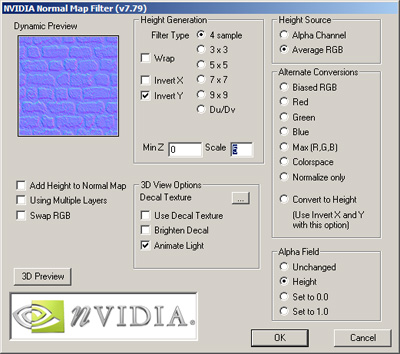 NVIDIA Normal Map Filter (v7.79)
Dynamic Preview
Height Generation
Filter Type
4 sample
3 x 3
5 x 5
7 x 7
9 x 9
Du/Dv
Wrap
Invert X
Invert Y
Min Z 0 Scale 5
Height Source
Alpha Channel
Average RGB
Alternate Conversions
Biased RGB
Red
Green
Blue
Max (R,G,B)
Colorspace
Normalize only
Convert to Height
(Use Invert X and Y
with this option)
Add Height to Normal Map
Using Multiple Layers
Swap RGB
3D View Options
Decal Texture ...
Use Decal Texture
Brighten Decal
Animate Light
Alpha Field
Unchanged
Height
Set to 0.0
Set to 1.0
3D Preview
nVIDIA.
OK
Cancel